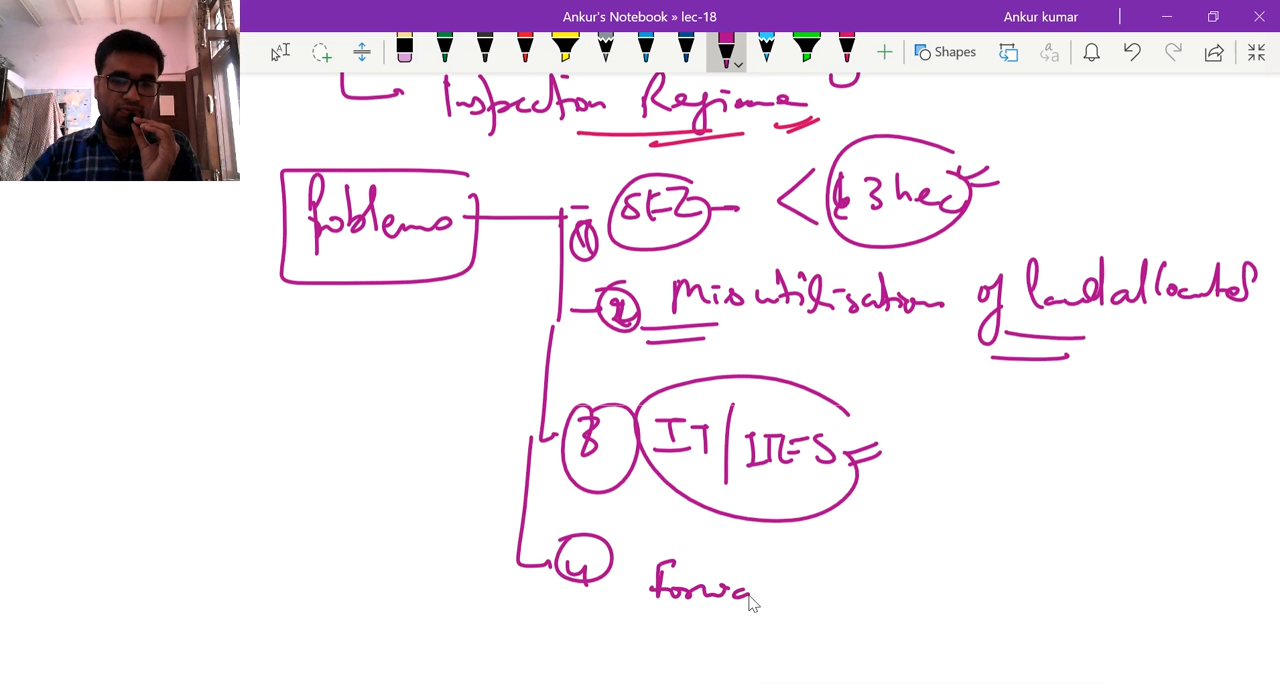 Ankur's Notebook » lec-18
Ankur kumar
Shapes
Inspection Regime
Problems
① SEZ - < 3 hec
② Misutilisation of land allocated
3 IT/ITES
④ Forwa